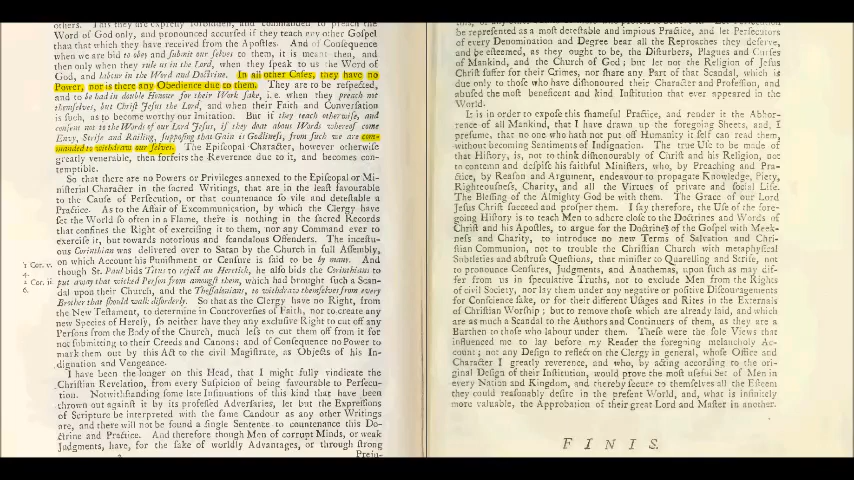 others. This they are expresly forbidden, and commanded to preach the
Word of God only, and pronounced accursed if they teach any other Gospel
than that which they have received from the Apostles. And of Consequence
when we are bid to obey and submit our selves to them, it is meant then, and
then only when they rule us in the Lord, when they speak to us the Word of
God, and labour in the Word and Doctrine. In all other Cases, they have no
Power, nor is there any Obedience due to them. They are to be respected,
and to be had in double Honour for their Work sake, i.e. when they preach not
themselves, but Christ Jesus the Lord, and when their Faith and Conversation
is such, as to become worthy our Imitation. But if they teach otherwise, and
consent not to the Words of our Lord Jesus, if they doat about Words whereof come
Envy, Strife and Railing, supposing that Gain is Godliness, from such we are com-
manded to withdraw our selves. The Episcopal Character, however otherwise
greatly venerable, then forfeits the Reverence due to it, and becomes con-
temptible.
So that there are no Powers or Privileges annexed to the Episcopal or Mi-
nisterial Character in the sacred Writings, that are in the least favourable
to the Cause of Persecution, or that countenance so vile and detestable a
Practice. As to the Affair of Excommunication, by which the Clergy have
set the World so often in a Flame, there is nothing in the sacred Records
that confines the Right of exercising it to them, nor any Command ever to
exercise it, but towards notorious and scandalous Offenders. The incestu-
ous Corinthian was delivered over to Satan by the Church in full Assembly,
1 Cor. v. on which Account his Punishment or Censure is said to be by many. And
4. though St. Paul bids Titus to reject an Heretick, he also bids the Corinthians to
2 Cor. ii. put away that wicked Person from amongst them, which had brought such a Scan-
6. dal upon their Church, and the Thessalonians, to withdraw themselves from every
Brother that should walk disorderly. So that as the Clergy have no Right, from
the New Testament, to determine in Controversies of Faith, nor to create any
new Species of Heresy, so neither have they any exclusive Right to cut off any
Persons from the Body of the Church, much less to cut them off from it for
not submitting to their Creeds and Canons; and of Consequence no Power to
mark them out by this Act to the civil Magistrate, as Objects of his In-
dignation and Vengeance.
I have been the longer on this Head, that I might fully vindicate the
Christian Revelation, from every Suspicion of being favourable to Persecu-
tion. Notwithstanding some late Insinuations of this kind that have been
thrown out against it by its professed Adversaries, let but the Expressions
of Scripture be interpreted with the same Candour as any other Writings
are, and there will not be found a single Sentence to countenance this Do-
ctrine and Practice. And therefore though Men of corrupt Minds, or weak
Judgments, have, for the sake of worldly Advantages, or through strong
Preju-
be represented as a most detestable and impious Practice, and let Persecutors
of every Denomination and Degree bear all the Reproaches they deserve,
and be esteemed, as they ought to be, the Disturbers, Plagues and Curses
of Mankind, and the Church of God; but let not the Religion of Jesus
Christ suffer for their Crimes, nor share any Part of that Scandal, which is
due only to those who have dishonoured their Character and Profession, and
abused the most beneficent and kind Institution that ever appeared in the
World.
It is in order to expose this shameful Practice, and render it the Abhor-
rence of all Mankind, that I have drawn up the foregoing Sheets, and, I
presume, that no one who hath not put off Humanity it self can read them,
without becoming Sentiments of Indignation. The true Use to be made of
that History, is, not to think dishonourably of Christ and his Religion, not
to contemn and despise his faithful Ministers, who, by Preaching and Pra-
ctice, by Reason and Argument, endeavour to propagate Knowledge, Piety,
Righteousness, Charity, and all the Virtues of private and social Life.
The Blessing of the Almighty God be with them. The Grace of our Lord
Jesus Christ succeed and prosper them. I say therefore, the Use of the fore-
going History is to teach Men to adhere close to the Doctrines and Words of
Christ and his Apostles, to argue for the Doctrines of the Gospel with Meek-
ness and Charity, to introduce no new Terms of Salvation and Chri-
stian Communion, not to trouble the Christian Church with metaphysical
Subtleties and abstruse Questions, that minister to Quarelling and Strife, not
to pronounce Censures, Judgments, and Anathemas, upon such as may dif-
fer from us in speculative Truths, not to exclude Men from the Rights
of civil Society, nor lay them under any negative or positive Discouragements
for Conscience sake, or for their different Usages and Rites in the Externals
of Christian Worship; but to remove those which are already laid, and which
are as much a Scandal to the Authors and Continuers of them, as they are a
Burthen to those who labour under them. These were the sole Views that
influenced me to lay before my Reader the foregoing melancholy Ac-
count; not any Design to reflect on the Clergy in general, whose Office and
Character I greatly reverence, and who, by acting according to the ori-
ginal Design of their Institution, would prove the most useful Set of Men in
every Nation and Kingdom, and thereby secure to themselves all the Esteem
they could reasonably desire in the present World, and, what is infinitely
more valuable, the Approbation of their great Lord and Master in another.
FINIS.